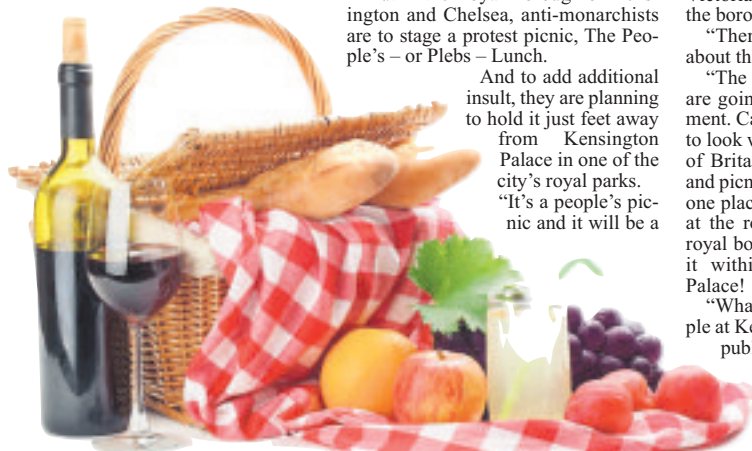 ington and Chelsea, anti-monarchists
are to stage a protest picnic, The Peo-
ple's – or Plebs – Lunch.
And to add additional
insult, they are planning
to hold it just feet away
from Kensington
Palace in one of the
city's royal parks.
"It's a people's pic-
nic and it will be a
the boro
"Ther
about th
"The
are goin
ment. Ca
to look v
of Brita
and picn
one plac
at the ro
royal bo
it withi
Palace!
"Wha
ple at Ke
publ